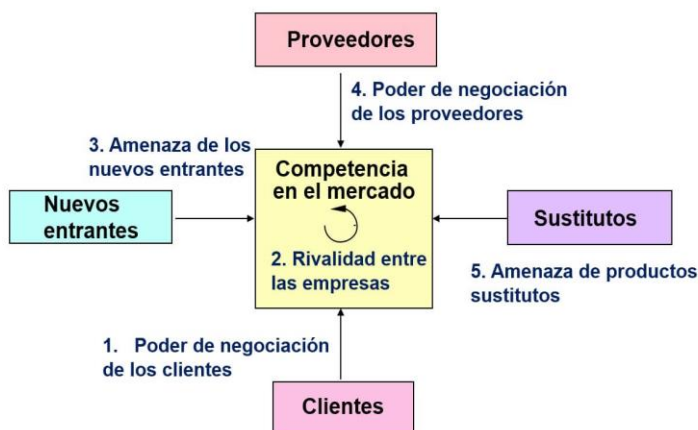 Proveedores
4. Poder de negociación
de los proveedores
3. Amenaza de los
nuevos entrantes
Competencia
en el mercado
Nuevos
entrantes
Sustitutos
2. Rivalidad entre
las empresas
5. Amenaza de productos
sustitutos
1. Poder de negociación
de los clientes
Clientes